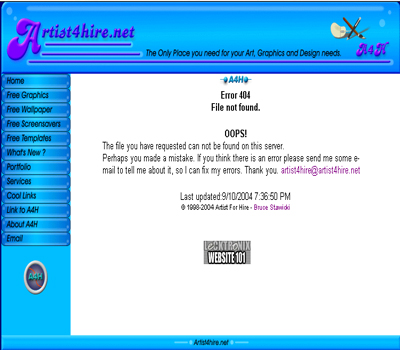 Artist4hire.net
The Only Place you need for your Art, Graphics and Design needs.
A4H
Home
Free Graphics
Free Wallpaper
Free Screensavers
Free Templates
What's New ?
Portfolio
Services
Cool Links
Link to A4H
About A4H
Email
A4H
A4H
Error 404
File not found.
OOPS!
The file you have requested can not be found on this server.
Perhaps you made a mistake. If you think there is an error please send me some e-
mail to tell me about it, so I can fix my errors. Thank you. artist4hire@artist4hire.net
Last updated:9/10/2004 7:36:50 PM
© 1998-2004 Artist For Hire - Bruce Stawicki
WEBSITE 101
Artist4hire.net